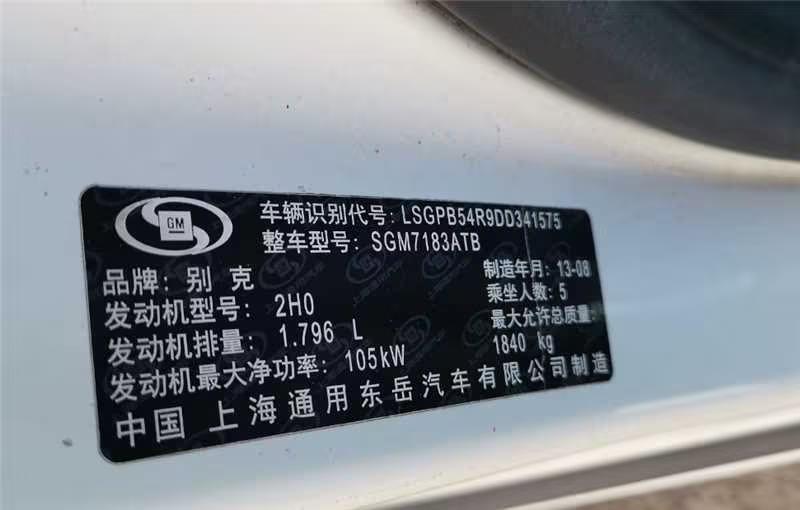 GM
车辆识别代号: LSGPB54R9DD341575
整车型号: SGM7183ATB
品牌: 别 克
制造年月: 13-08
发动机型号: 2H0
乘坐人数: 5
发动机排量: 1.796 L
最大允许总质量:
1840 kg
发动机最大净功率: 105kW
中国 上海通用东岳汽车有限公司制造